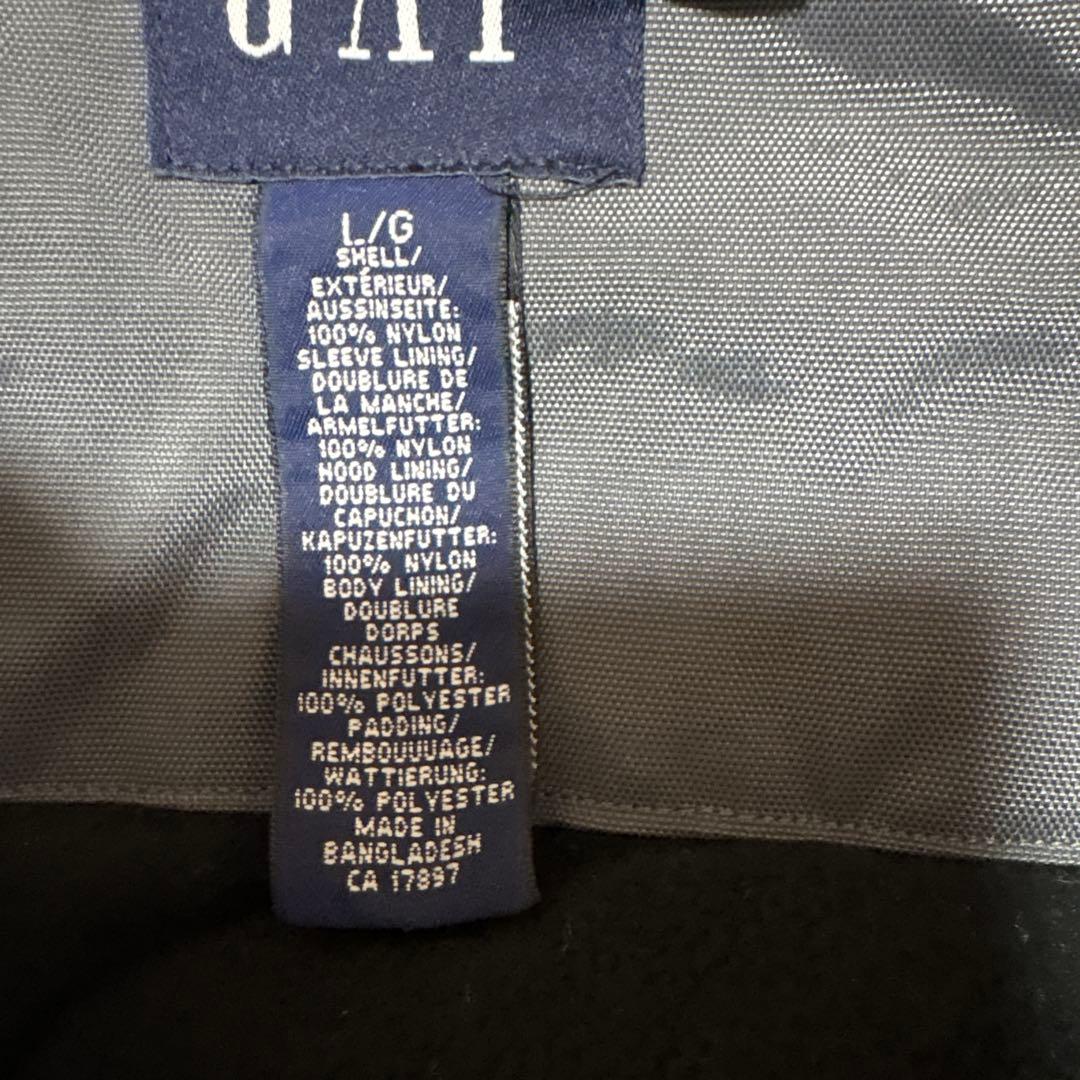 GAP
L/G
SHELL/
EXTÉRIEUR/
AUSSINSEITE:
100% NYLON
SLEEVE LINING/
DOUBLURE DE
LA MANCHE/
ARMELFUTTER:
100% NYLON
HOOD LINING/
DOUBLURE DU
CAPUCHON/
KAPUZENFUTTER:
100% NYLON
BODY LINING/
DOUBLURE
DORPS
CHAUSSONS/
INNENFUTTER:
100% POLYESTER
PADDING/
REMBOUUUAGE/
WATTIERUNG:
100% POLYESTER
MADE IN
BANGLADESH
CA 17897